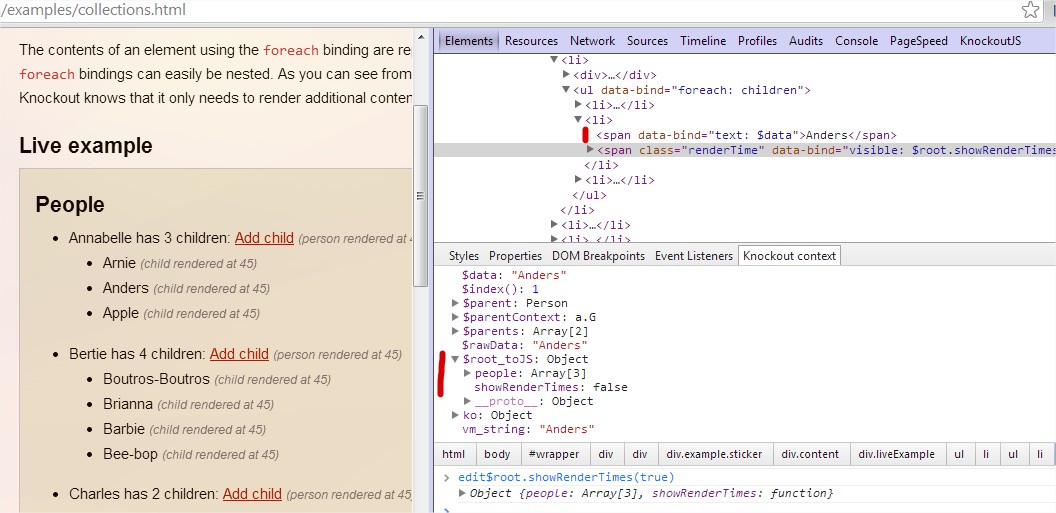 /examples/collections.html
The contents of an element using the foreach binding are re
foreach bindings can easily be nested. As you can see from
Knockout knows that it only needs to render additional conten
Live example
People
Annabelle has 3 children: Add child (person rendered at 4
Arnie (child rendered at 45)
Anders (child rendered at 45)
Apple (child rendered at 45)
Bertie has 4 children: Add child (person rendered at 45)
Boutros-Boutros (child rendered at 45)
Brianna (child rendered at 45)
Barbie (child rendered at 45)
Bee-bop (child rendered at 45)
Charles has 2 children: Add child (person rendered at 45
Elements Resources Network Sources Timeline Profiles Audits Console PageSpeed KnockoutJS
<li>
<div>…</div>
<ul data-bind="foreach: children">
<li>…</li>
<li>
<span data-bind="text: $data">Anders</span>
<span class="renderTime" data-bind="visible: $root.showRenderTimes
</li>
<li>…</li>
</ul>
</li>
<li>…</li>
<li> </li>
Styles Properties DOM Breakpoints Event Listeners Knockout context
$data: "Anders"
$index(): 1
$parent: Person
$parentContext: a.G
$parents: Array[2]
$rawData: "Anders"
$root_toJS: Object
people: Array[3]
showRenderTimes: false
__proto__: Object
ko: Object
vm_string: "Anders"
html body #wrapper div div div.example.sticker div.content div.liveExample ul li ul li
> edit$root.showRenderTimes(true)
Object {people: Array[3], showRenderTimes: function}